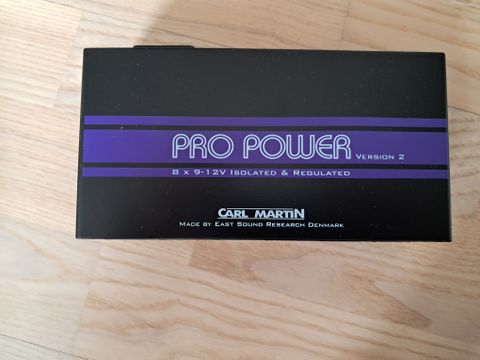 PRO POWER VERSION 2
8 x 9-12V ISOLATED & REGULATED
CARL MARTIN
MADE BY EAST SOUND RESEARCH DENMARK